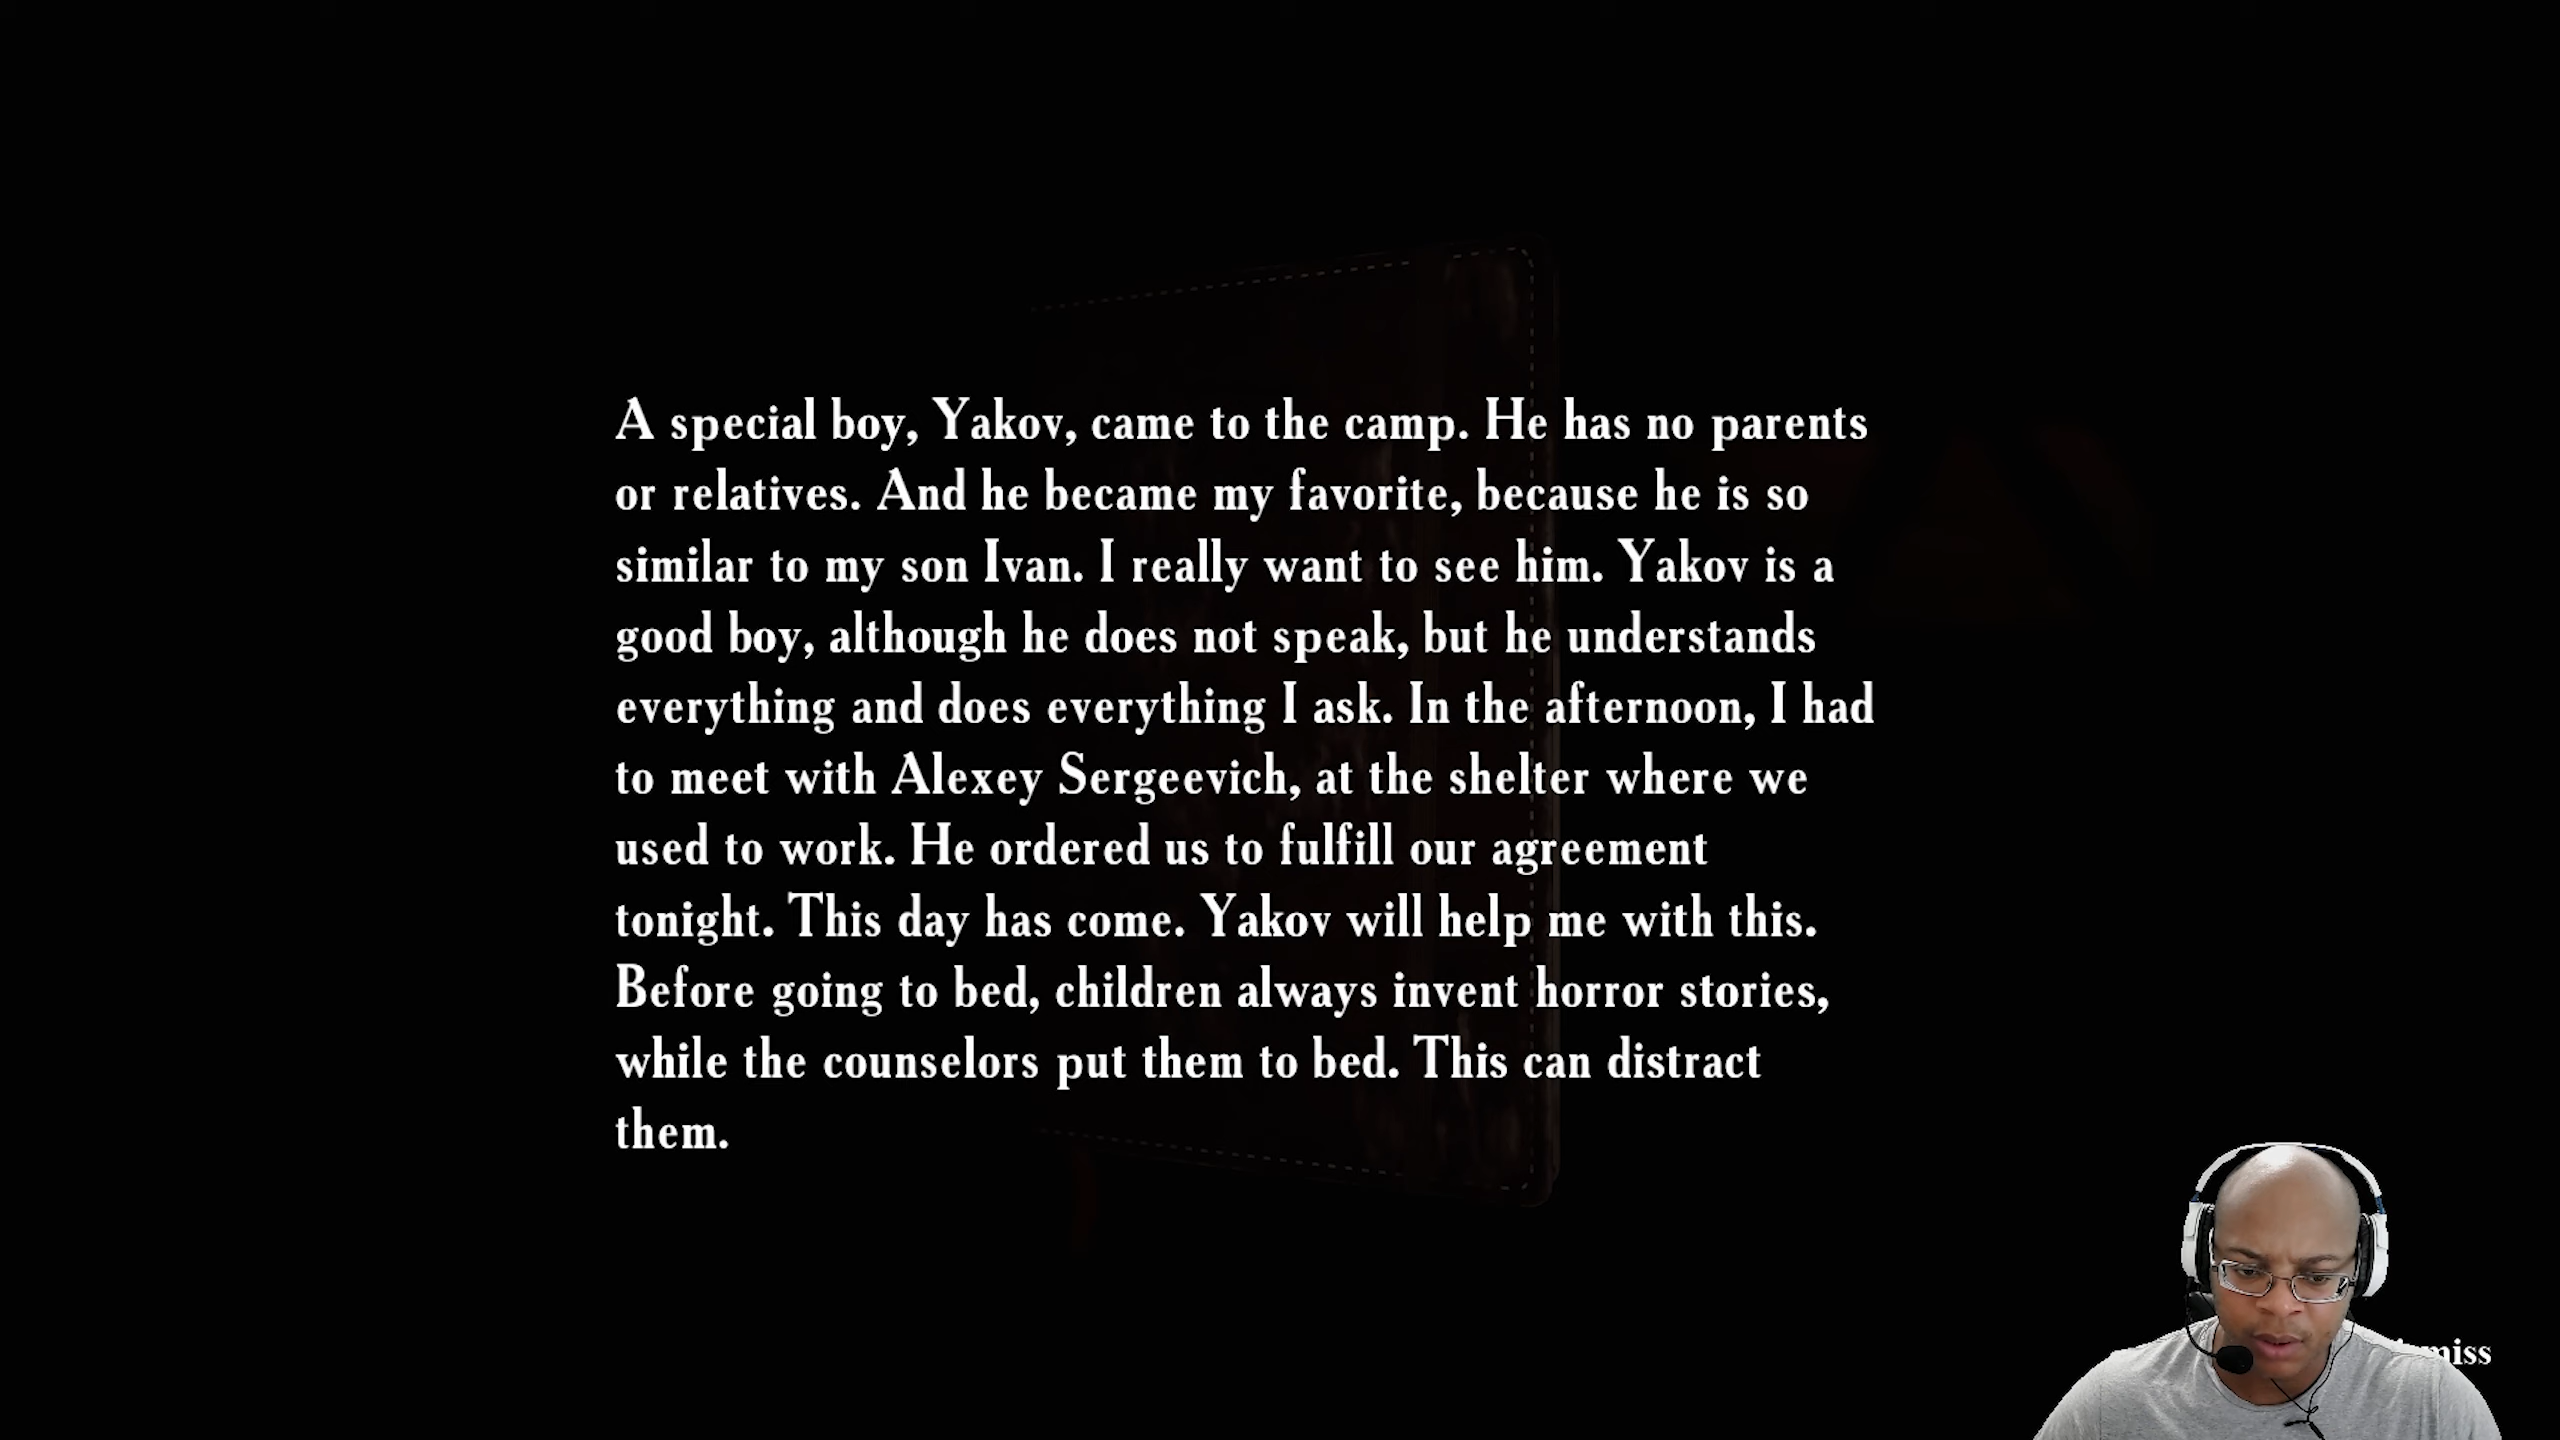 A special boy, Yakov, came to the camp. He has no parents
or relatives. And he became my favorite, because he is so
similar to my son Ivan. I really want to see him. Yakov is a
good boy, although he does not speak, but he understands
everything and does everything I ask. In the afternoon, I had
to meet with Alexey Sergeevich, at the shelter where we
used to work. He ordered us to fulfill our agreement
tonight. This day has come. Yakov will help me with this.
Before going to bed, children always invent horror stories,
while the counselors put them to bed. This can distract
them.